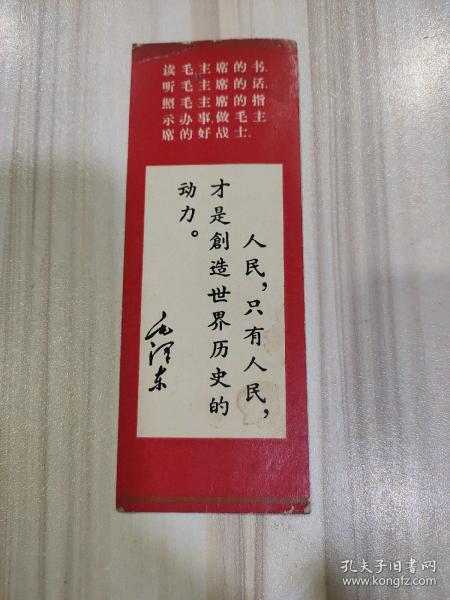 读毛主席的书.
听毛主席的话.
照毛主席的指
示办事.做毛主
席的好战士.
人民，只有人民，
才是創造世界历史的
动力。
毛泽东
孔夫子旧书网
www.kongfz.com